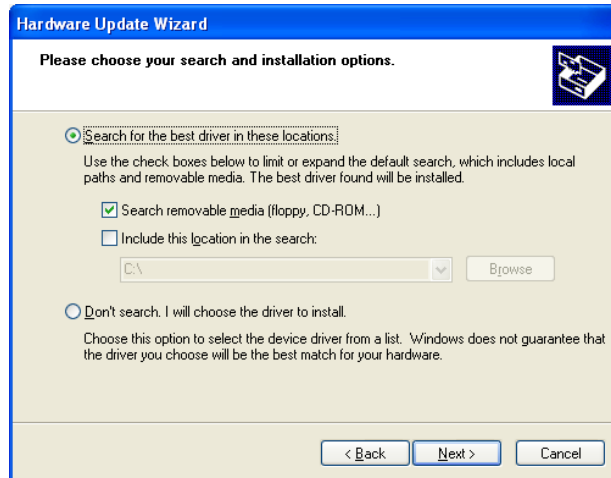 Hardware Update Wizard
Please choose your search and installation options.
Search for the best driver in these locations.
Use the check boxes below to limit or expand the default search, which includes local
paths and removable media. The best driver found will be installed.
Search removable media (floppy, CD-ROM...)
Include this location in the search:
C:\
Browse
Don't search. I will choose the driver to install.
Choose this option to select the device driver from a list. Windows does not guarantee that
the driver you choose will be the best match for your hardware.
< Back Next > Cancel